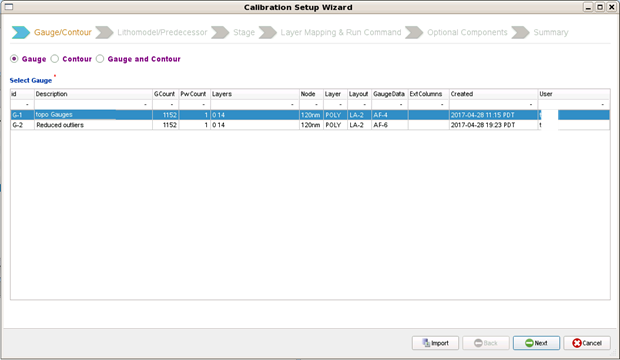 Calibration Setup Wizard
Gauge/Contour Lithomodel/Predecessor Stage Layer Mapping & Run Command Optional Components Summary
Gauge Contour Gauge and Contour
Select Gauge *
id Description GCount PwCount Layers Node Layer Layout GaugeData ExtColumns Created User
G-1 topo Gauges 1152 1 0 14 120nm POLY LA-2 AF-4 2017-04-28 11:15 PDT t
G-2 Reduced outliers 1152 1 0 14 120nm POLY LA-2 AF-6 2017-04-28 19:23 PDT t
Import Back Next Cancel